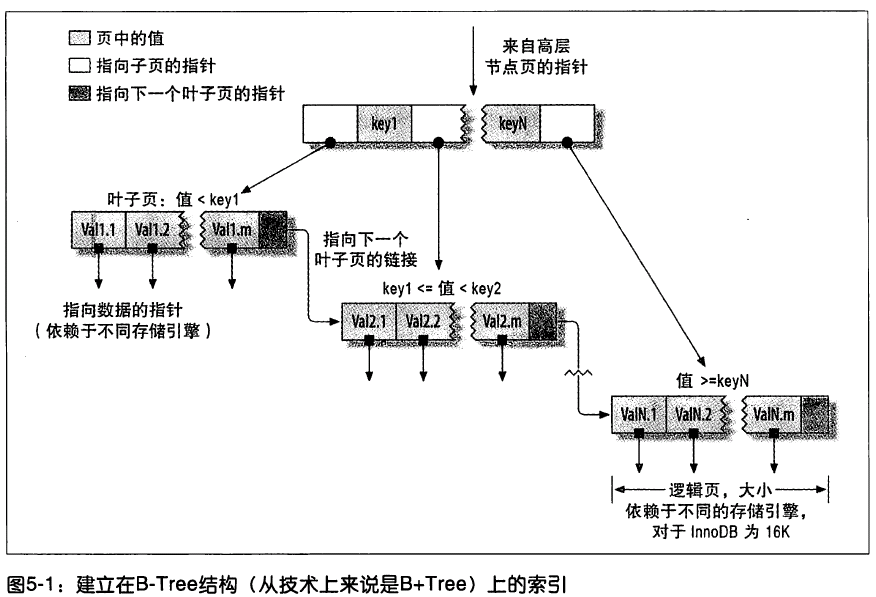 页中的值
指向子页的指针
指向下一个叶子页的指针
来自高层
节点页的指针
key1
keyN
叶子页：值 < key1
Val1.1
Val1.2
Val1.m
指向下一个
叶子页的链接
指向数据的指针
（依赖于不同存储引擎）
key1 <= 值 < key2
Val2.1
Val2.2
Val2.m
值 >=keyN
ValN.1
ValN.2
ValN.m
逻辑页，大小
依赖于不同的存储引擎，
对于 InnoDB 为 16K
图5-1：建立在B-Tree结构（从技术上来说是B+Tree）上的索引